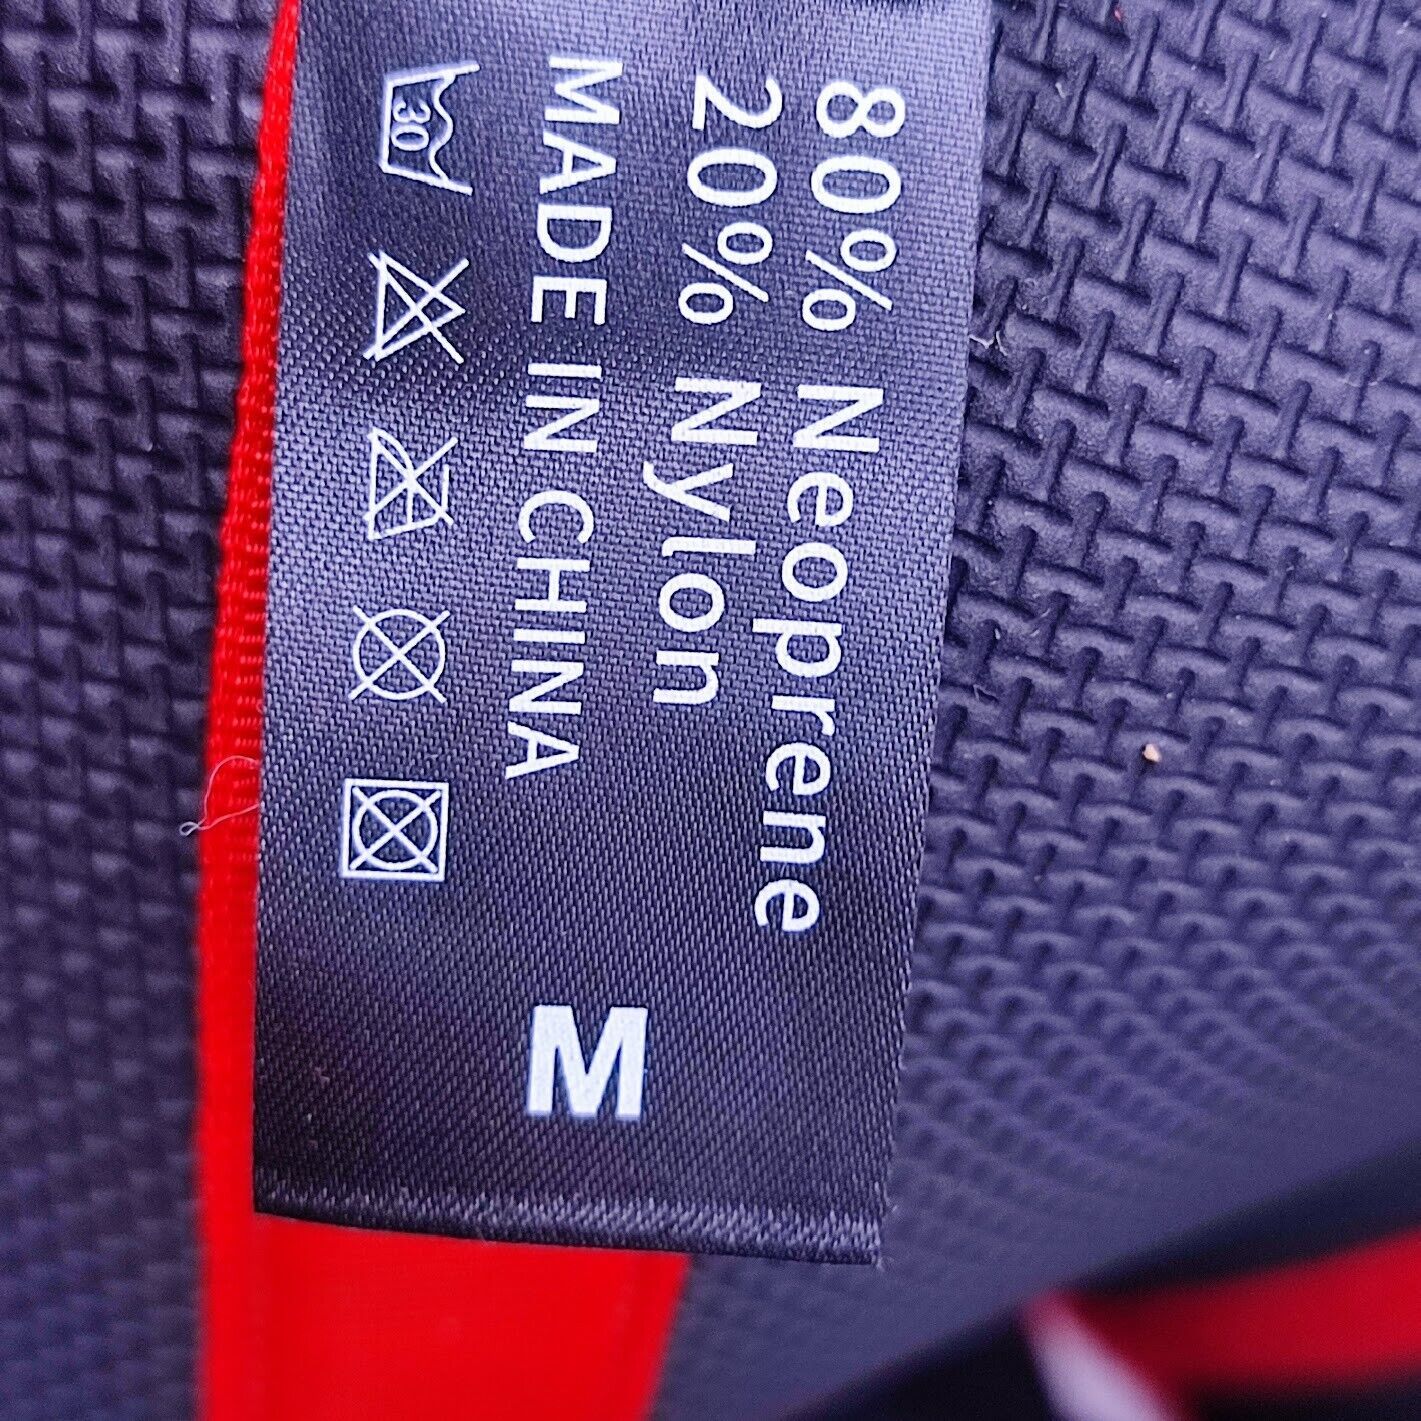 80% Neoprene
20% Nylon
MADE IN CHINA
30
M